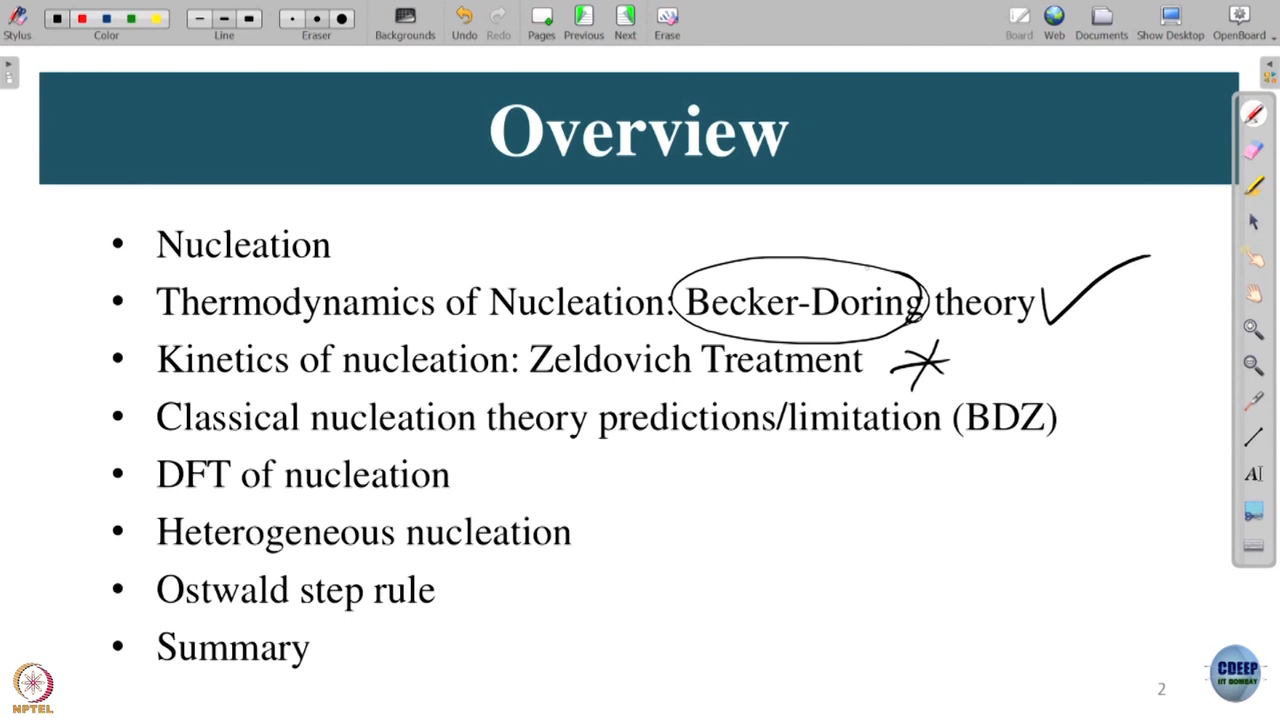 Stylus
Color
Line
Eraser
Backgrounds
Undo
Redo
Pages
Previous
Next
Erase
Board
Web
Documents
Show Desktop
OpenBoard
Overview
• Nucleation
• Thermodynamics of Nucleation: Becker-Doring theory
• Kinetics of nucleation: Zeldovich Treatment
• Classical nucleation theory predictions/limitation (BDZ)
• DFT of nucleation
• Heterogeneous nucleation
• Ostwald step rule
• Summary
AI
NPTEL
2
CDEEP
IIT BOMBAY